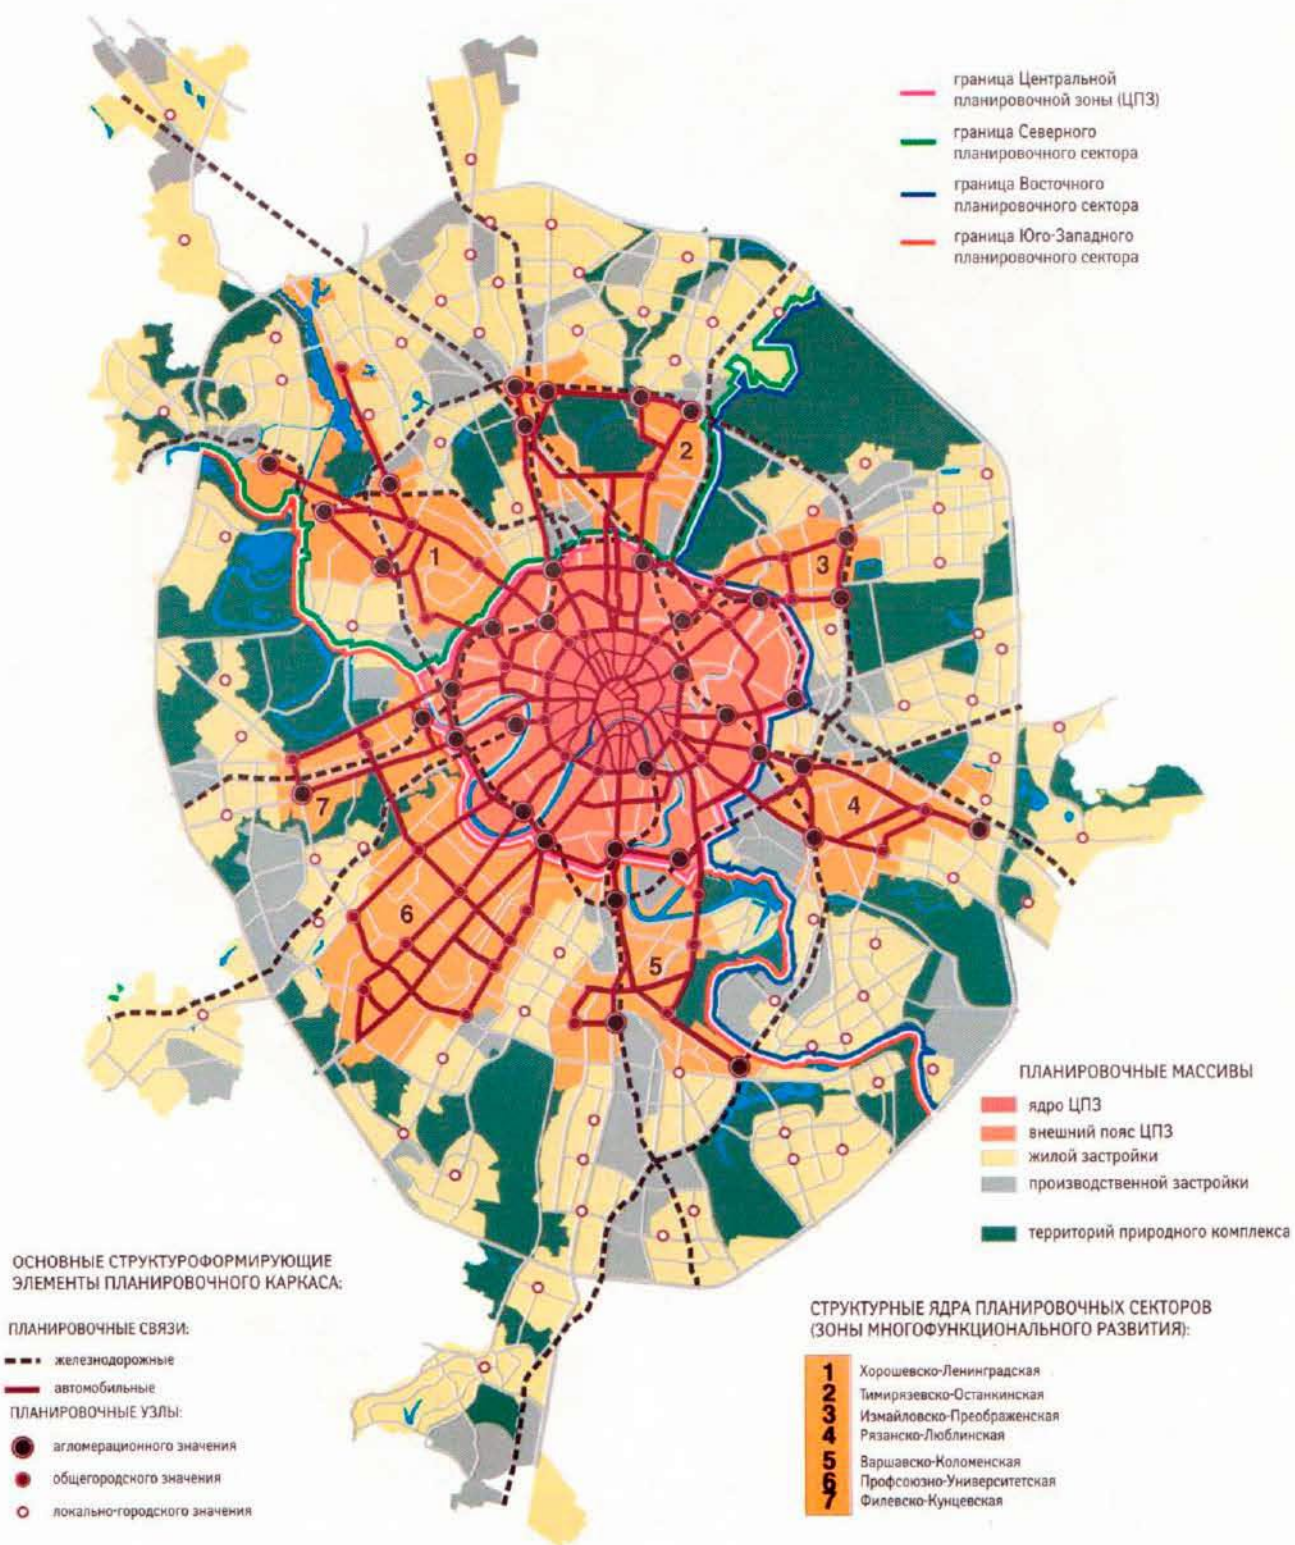 граница Центральной
планировочной зоны (ЦПЗ)
граница Северного
планировочного сектора
граница Восточного
планировочного сектора
граница Юго-Западного
планировочного сектора
2
1
3
7
4
6
5
ПЛАНИРОВОЧНЫЕ МАССИВЫ
ядро ЦПЗ
внешний пояс ЦПЗ
жилой застройки
производственной застройки
территорий природного комплекса
ОСНОВНЫЕ СТРУКТУРОФОРМИРУЮЩИЕ
ЭЛЕМЕНТЫ ПЛАНИРОВОЧНОГО КАРКАСА:
ПЛАНИРОВОЧНЫЕ СВЯЗИ:
железнодорожные
автомобильные
ПЛАНИРОВОЧНЫЕ УЗЛЫ:
агломерационного значения
общегородского значения
локально-городского значения
СТРУКТУРНЫЕ ЯДРА ПЛАНИРОВОЧНЫХ СЕКТОРОВ
(ЗОНЫ МНОГОФУНКЦИОНАЛЬНОГО РАЗВИТИЯ):
1 Хорошевско-Ленинградская
2 Тимирязевско-Останкинская
3 Измайловско-Преображенская
4 Рязанско-Люблинская
5 Варшавско-Коломенская
6 Профсоюзно-Университетская
7 Филевско-Кунцевская